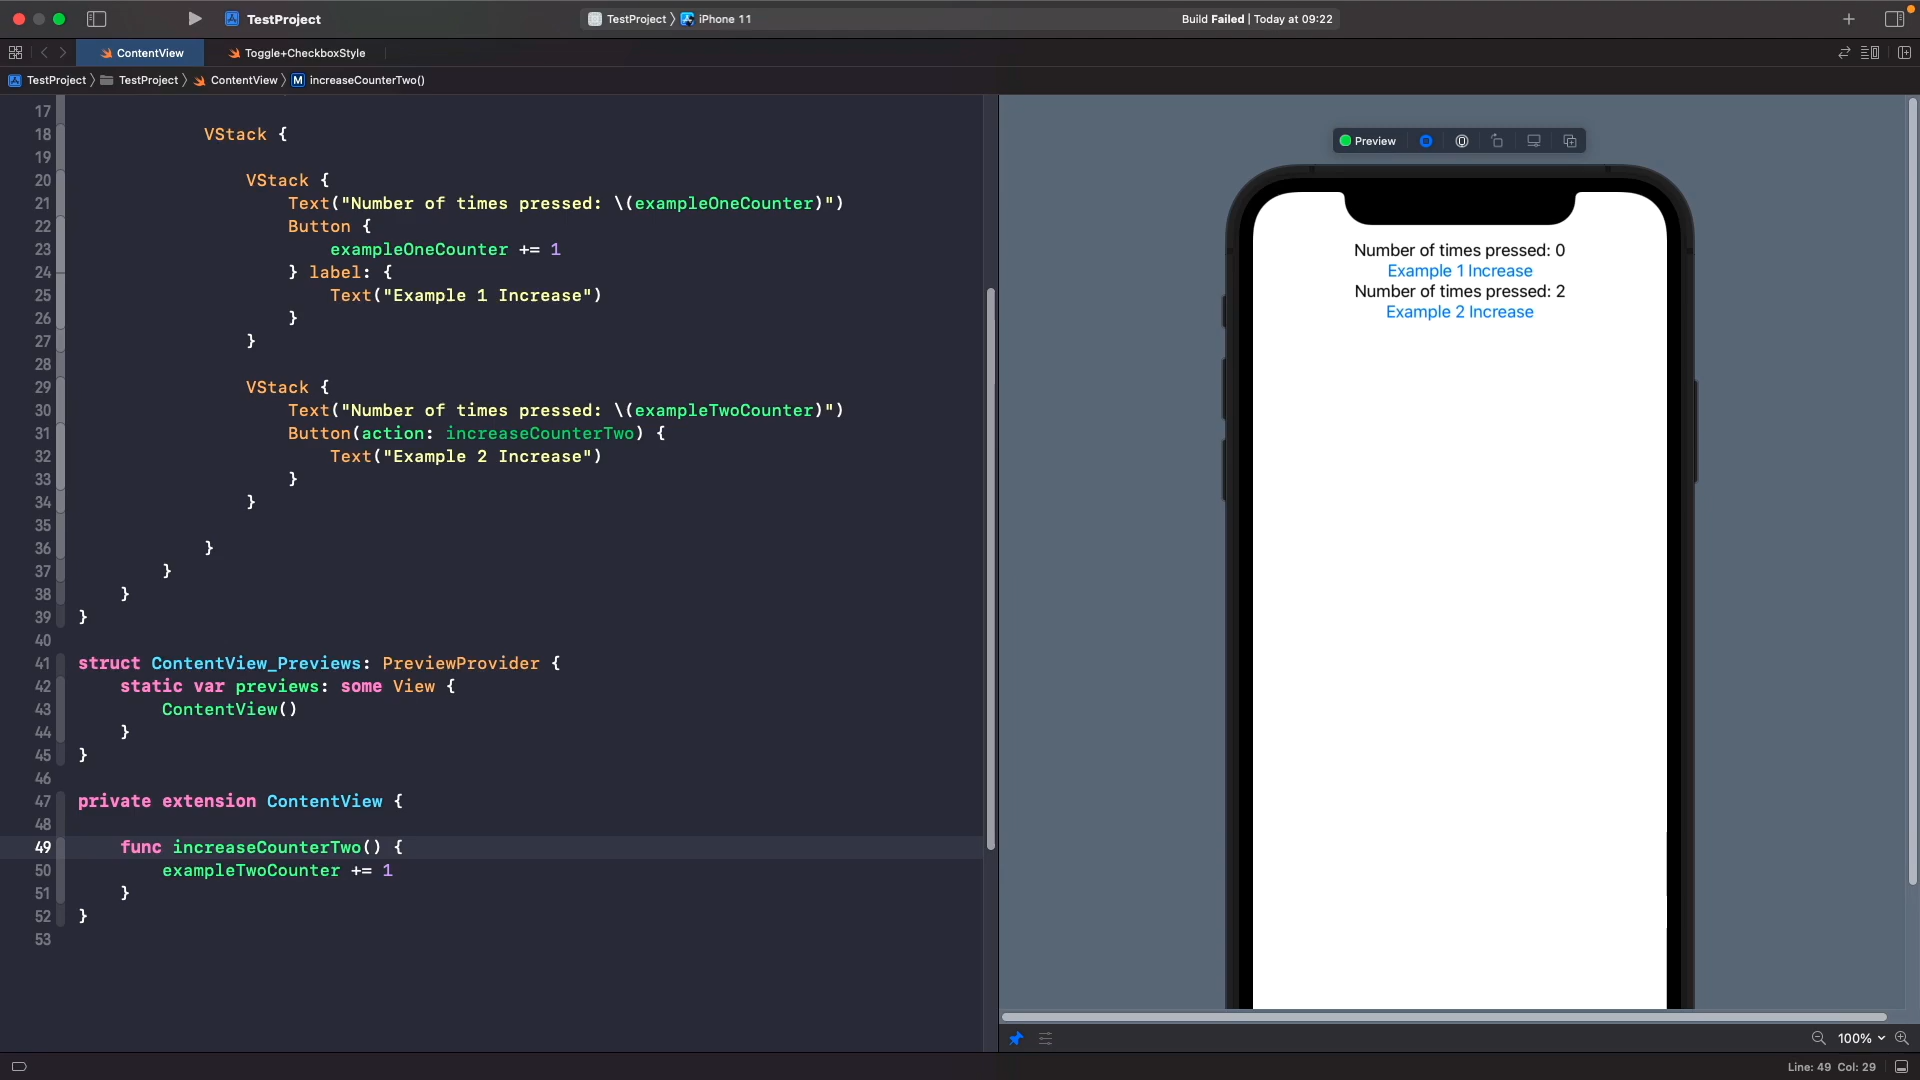 TestProject
TestProject 〉 iPhone 11
Build Failed | Today at 09:22
ContentView
Toggle+CheckboxStyle
TestProject 〉 TestProject 〉 ContentView 〉 M increaseCounterTwo()
17
18 VStack {
19
20 VStack {
21 Text("Number of times pressed: \(exampleOneCounter)")
22 Button {
23 exampleOneCounter += 1
24 } label: {
25 Text("Example 1 Increase")
26 }
27 }
28
29 VStack {
30 Text("Number of times pressed: \(exampleTwoCounter)")
31 Button(action: increaseCounterTwo) {
32 Text("Example 2 Increase")
33 }
34 }
35
36 }
37 }
38 }
39 }
40
41 struct ContentView_Previews: PreviewProvider {
42 static var previews: some View {
43 ContentView()
44 }
45 }
46
47 private extension ContentView {
48
49 func increaseCounterTwo() {
50 exampleTwoCounter += 1
51 }
52 }
53
Preview
Number of times pressed: 0
Example 1 Increase
Number of times pressed: 2
Example 2 Increase
100%
Line: 49 Col: 29